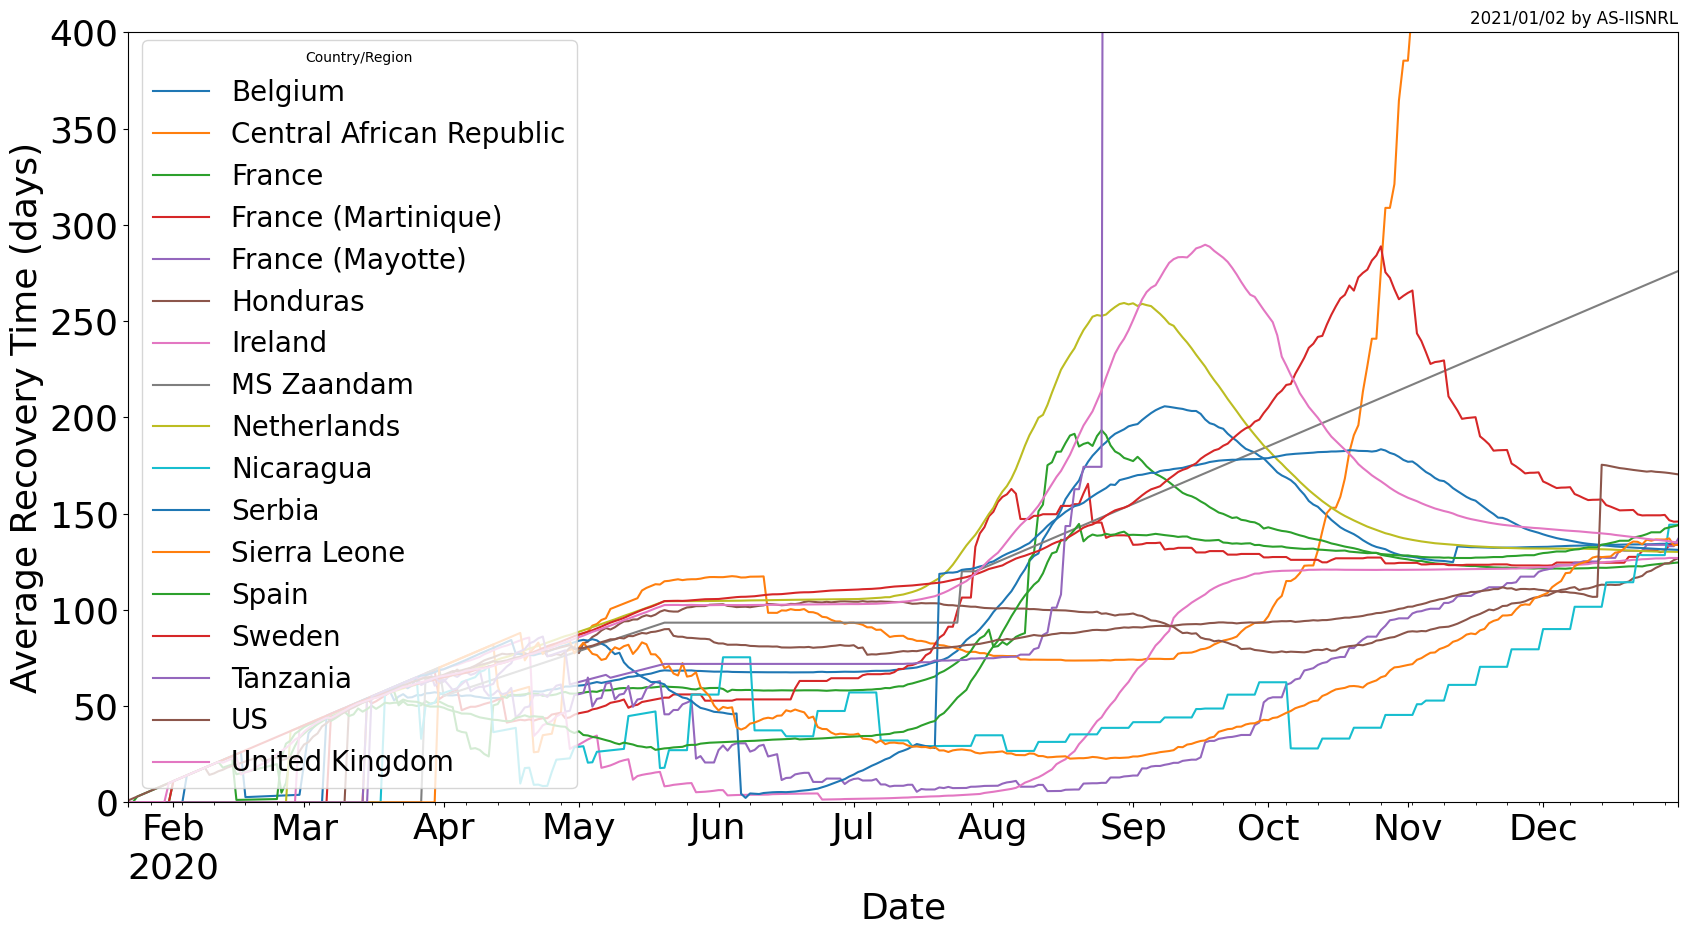 2021/01/02 by AS-IISNRL
400
350
300
250
200
150
100
50
0
Average Recovery Time (days)
Country/Region
Belgium
Central African Republic
France
France (Martinique)
France (Mayotte)
Honduras
Ireland
MS Zaandam
Netherlands
Nicaragua
Serbia
Sierra Leone
Spain
Sweden
Tanzania
US
United Kingdom
Feb Mar Apr May Jun Jul Aug Sep Oct Nov Dec
2020
Date